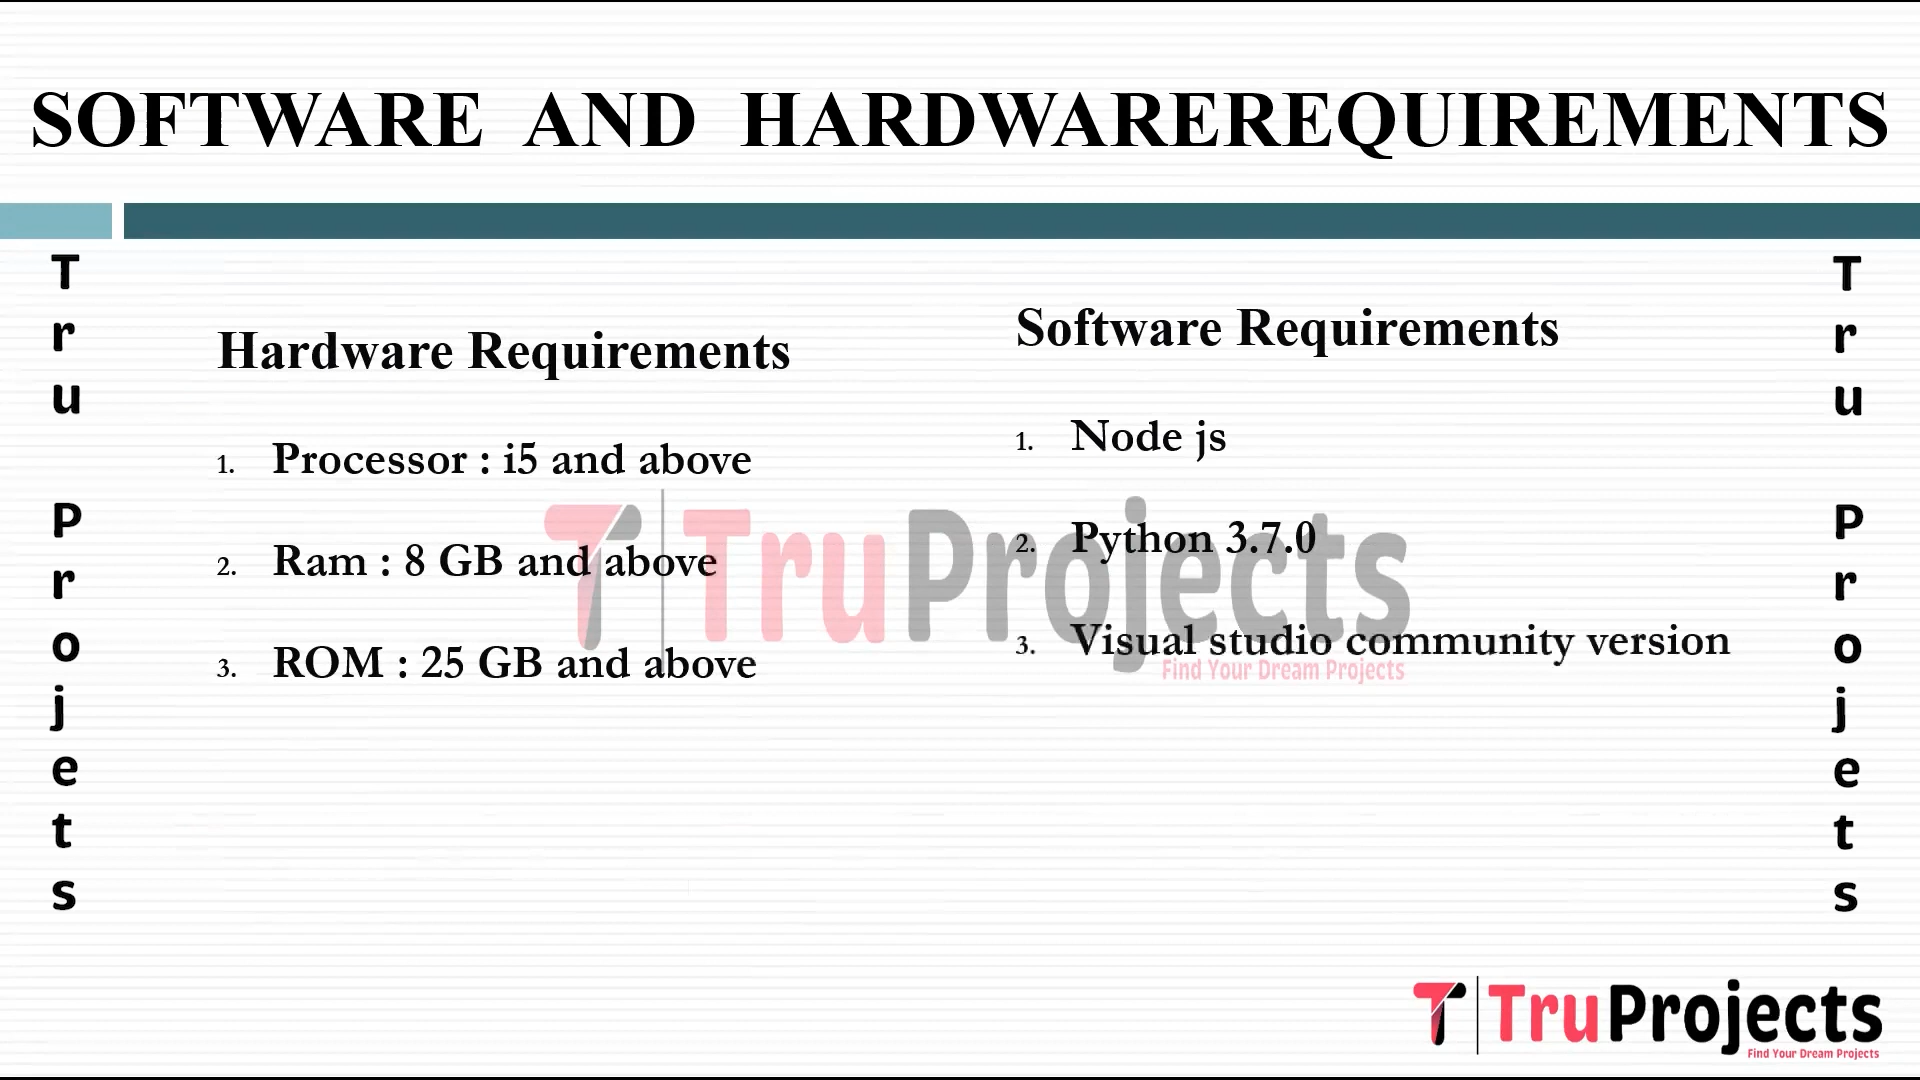 SOFTWARE AND HARDWAREREQUIREMENTS
T
r
u
P
r
o
j
e
t
s
Hardware Requirements
1. Processor : i5 and above
2. Ram : 8 GB and above
3. ROM : 25 GB and above
Software Requirements
1. Node js
2. Python 3.7.0
3. Visual studio community version
TruProjects
Find Your Dream Projects
T
r
u
P
r
o
j
e
t
s
TruProjects
Find Your Dream Projects